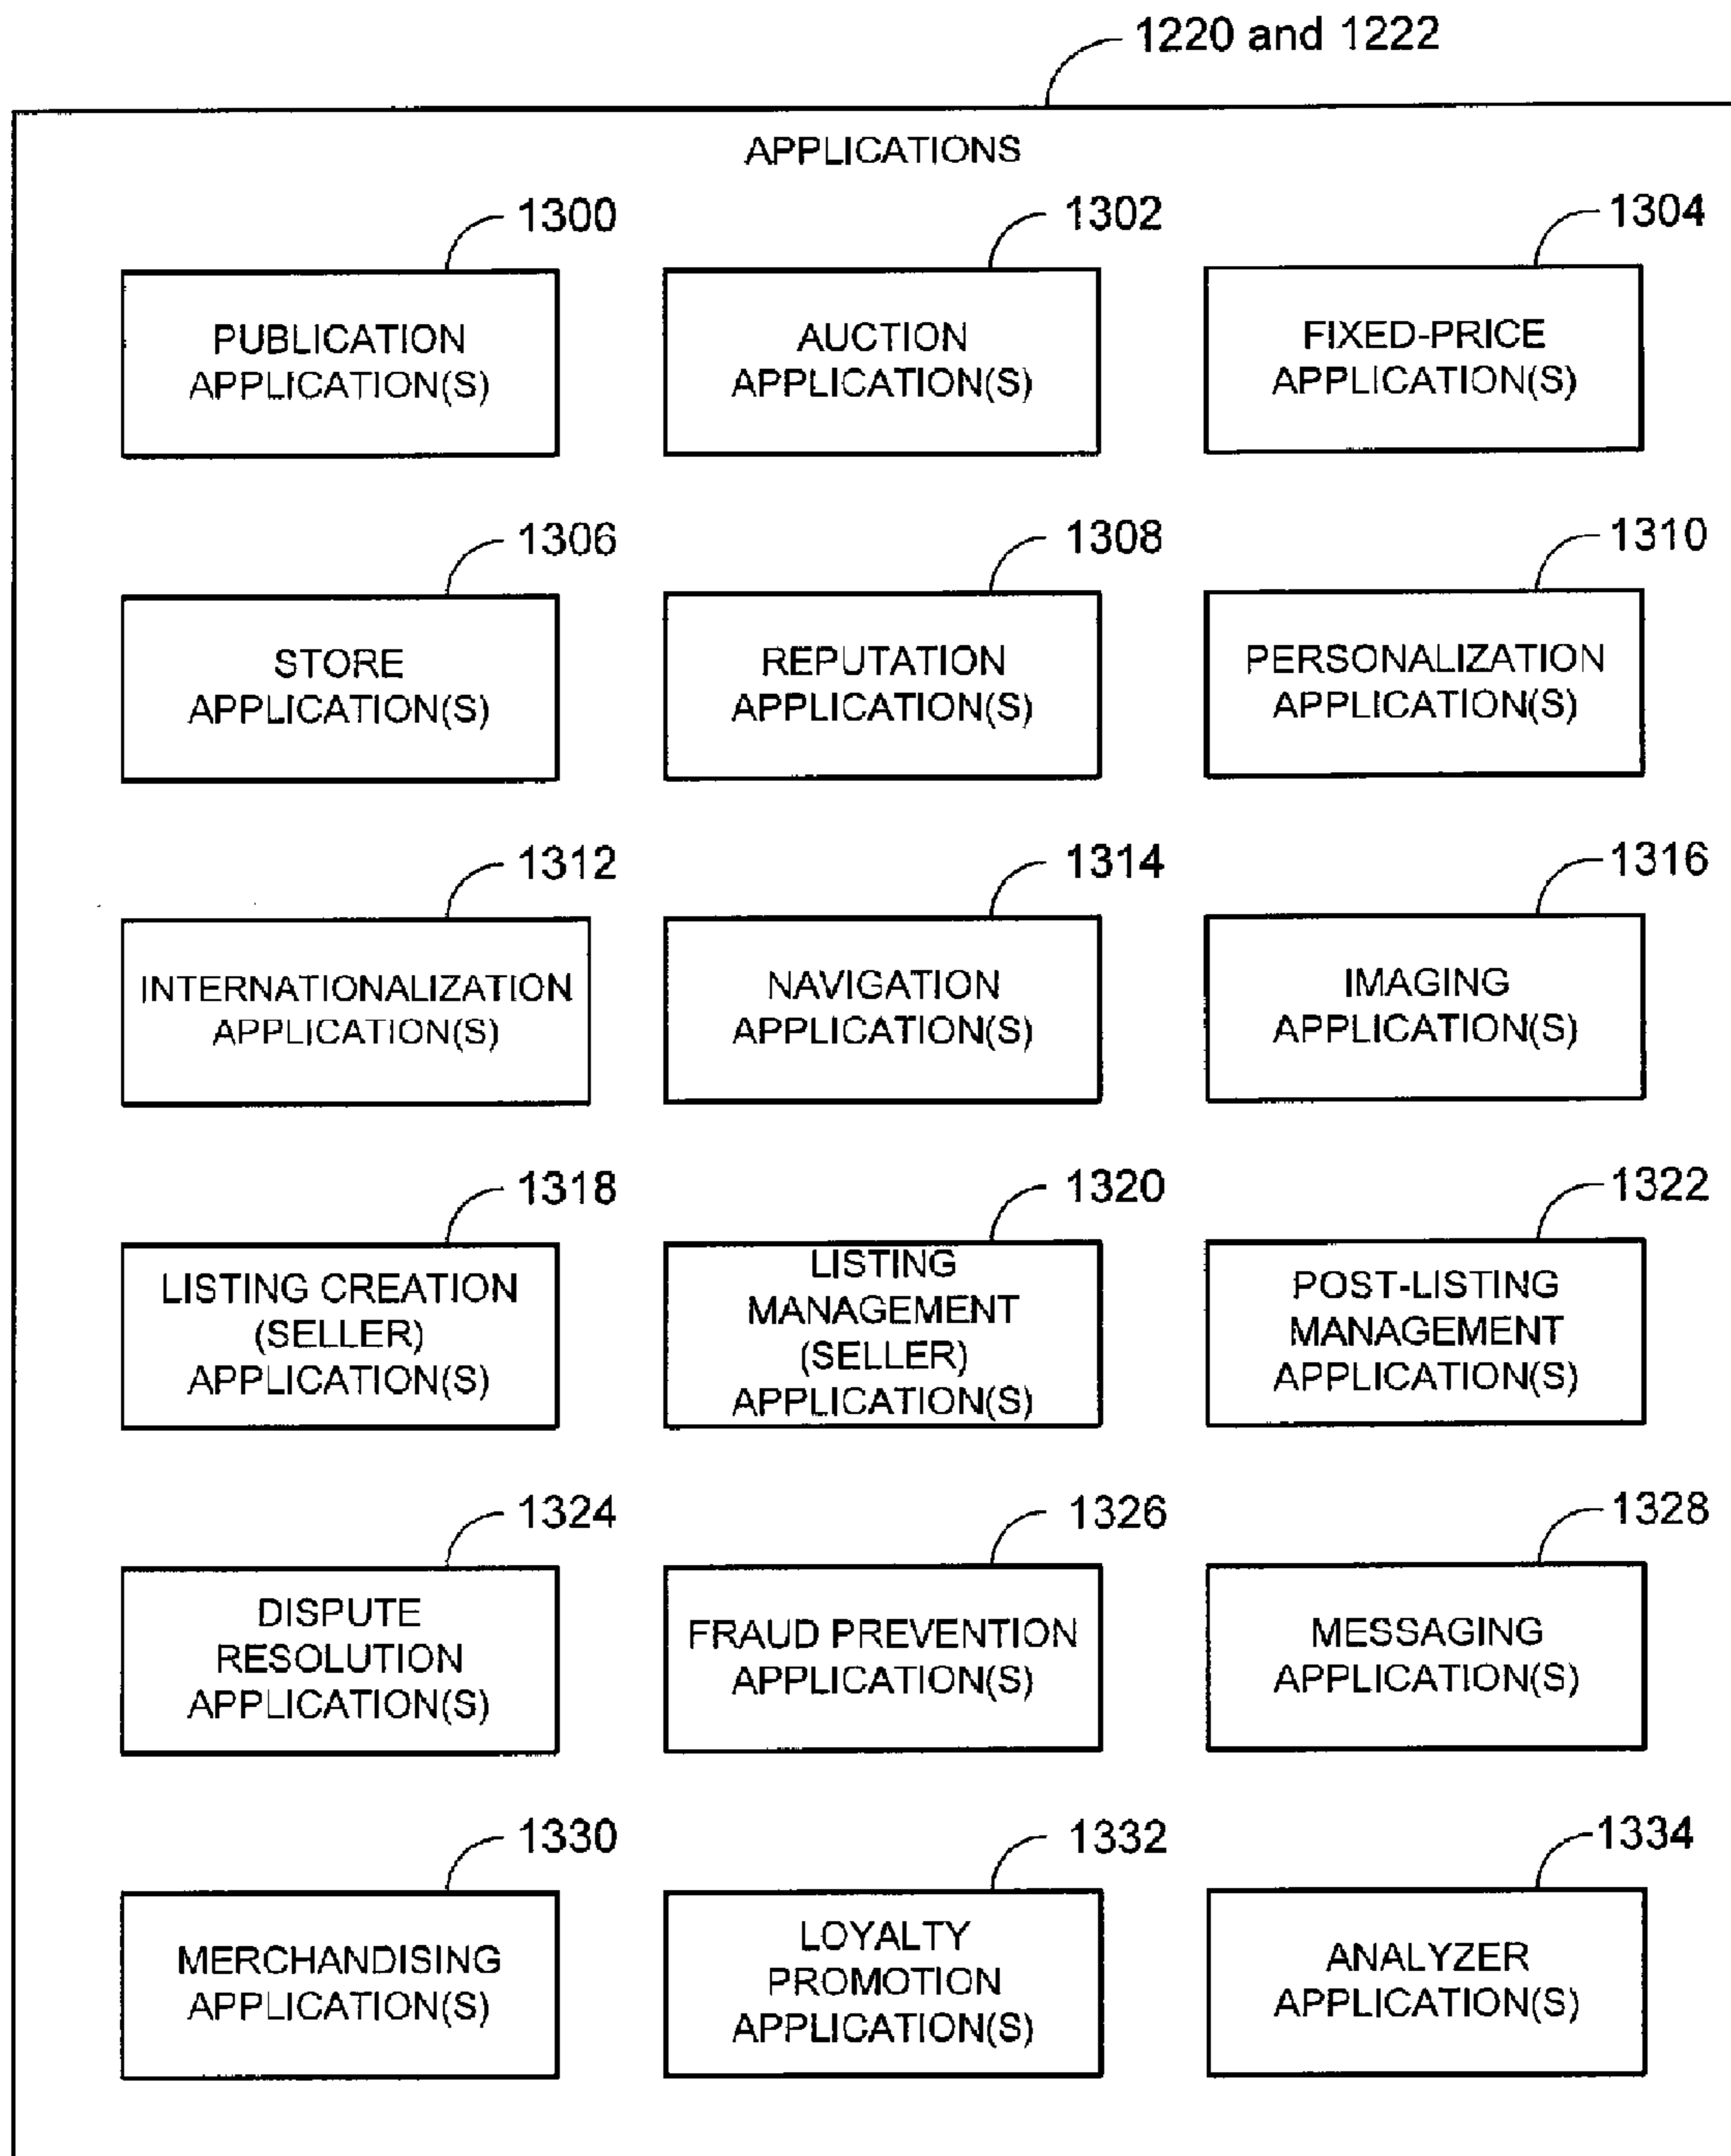 1220 and 1222
APPLICATIONS
1300
PUBLICATION
APPLICATION(S)
1302
AUCTION
APPLICATION(S)
1304
FIXED-PRICE
APPLICATION(S)
1306
STORE
APPLICATION(S)
1308
REPUTATION
APPLICATION(S)
1310
PERSONALIZATION
APPLICATION(S)
1312
INTERNATIONALIZATION
APPLICATION(S)
1314
NAVIGATION
APPLICATION(S)
1316
IMAGING
APPLICATION(S)
1318
LISTING CREATION
(SELLER)
APPLICATION(S)
1320
LISTING
MANAGEMENT
(SELLER)
APPLICATION(S)
1322
POST-LISTING
MANAGEMENT
APPLICATION(S)
1324
DISPUTE
RESOLUTION
APPLICATION(S)
1326
FRAUD PREVENTION
APPLICATION(S)
1328
MESSAGING
APPLICATION(S)
1330
MERCHANDISING
APPLICATION(S)
1332
LOYALTY
PROMOTION
APPLICATION(S)
1334
ANALYZER
APPLICATION(S)